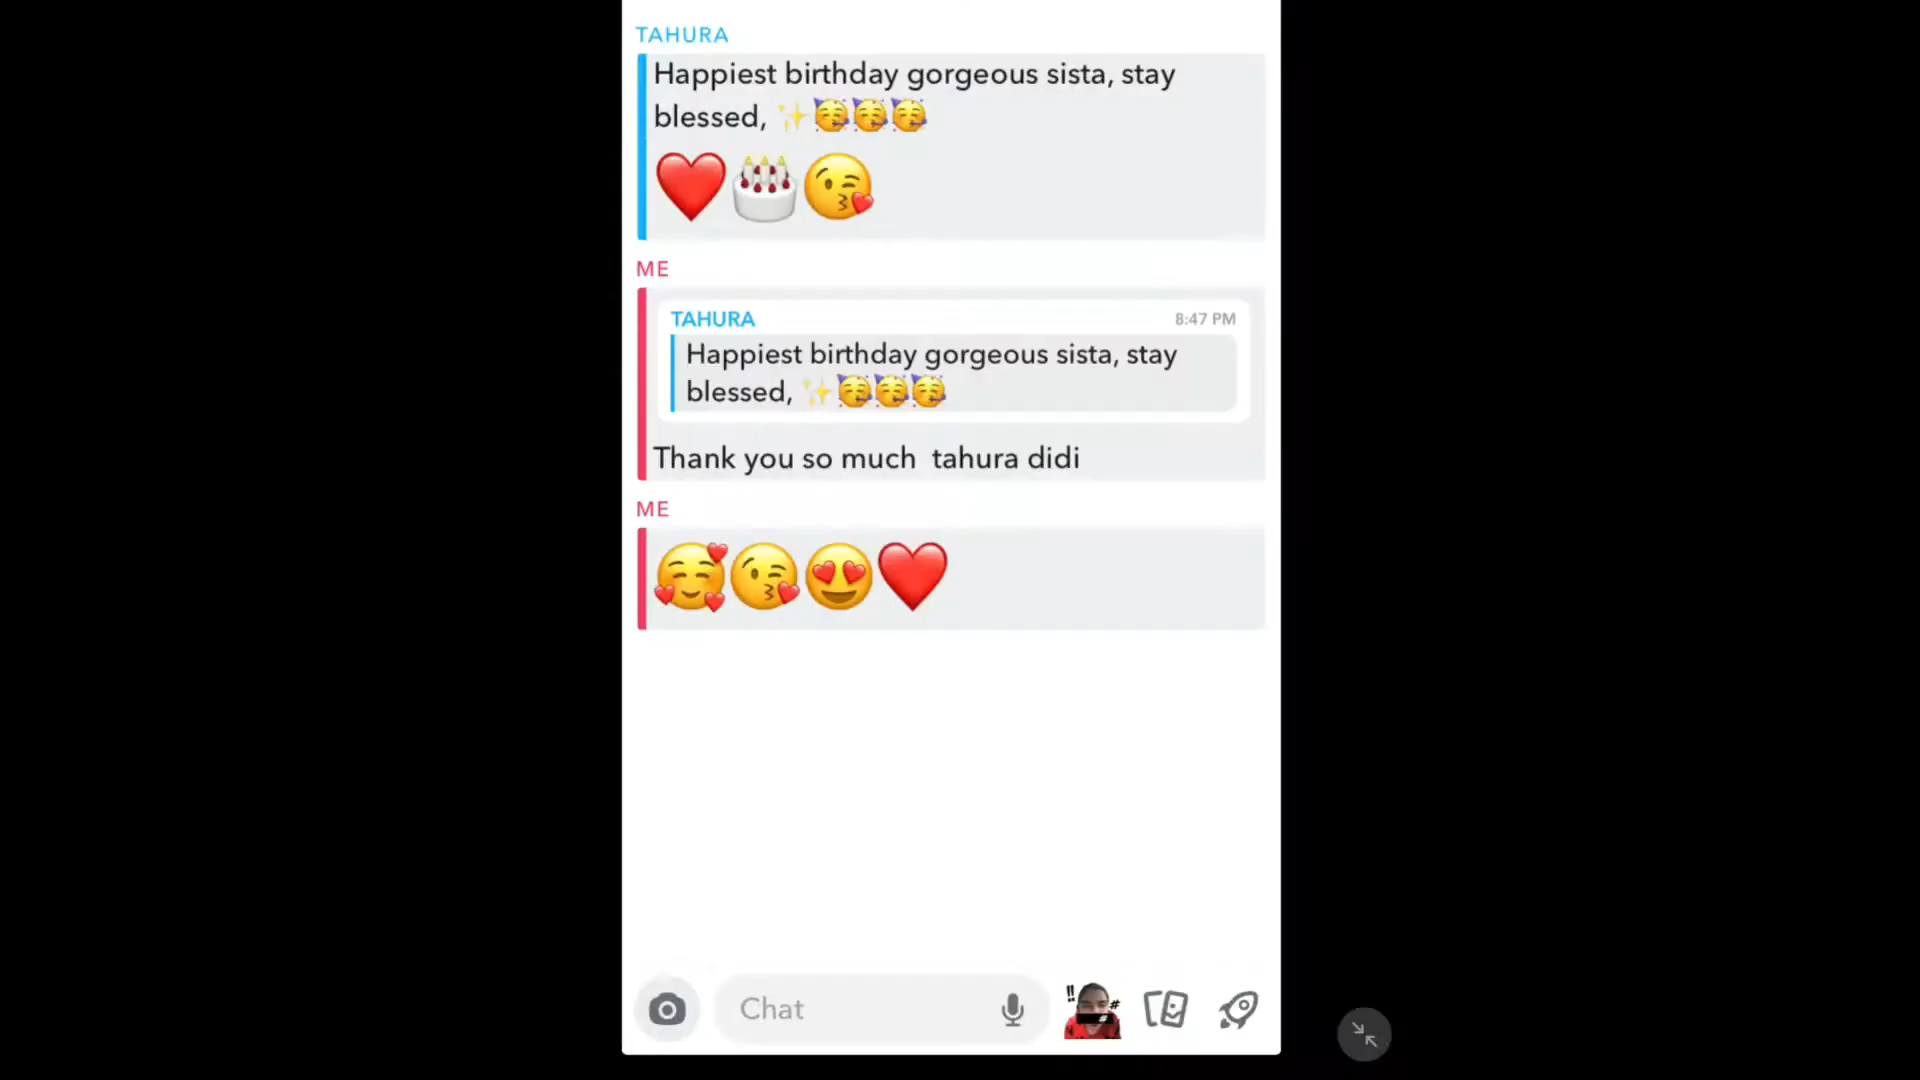 TAHURA
Happiest birthday gorgeous sista, stay
blessed, ✨🥳🥳🥳
❤️🎂😘
ME
TAHURA 8:47 PM
Happiest birthday gorgeous sista, stay
blessed, ✨🥳🥳🥳
Thank you so much  tahura didi
ME
🥰😘😍❤️
Chat